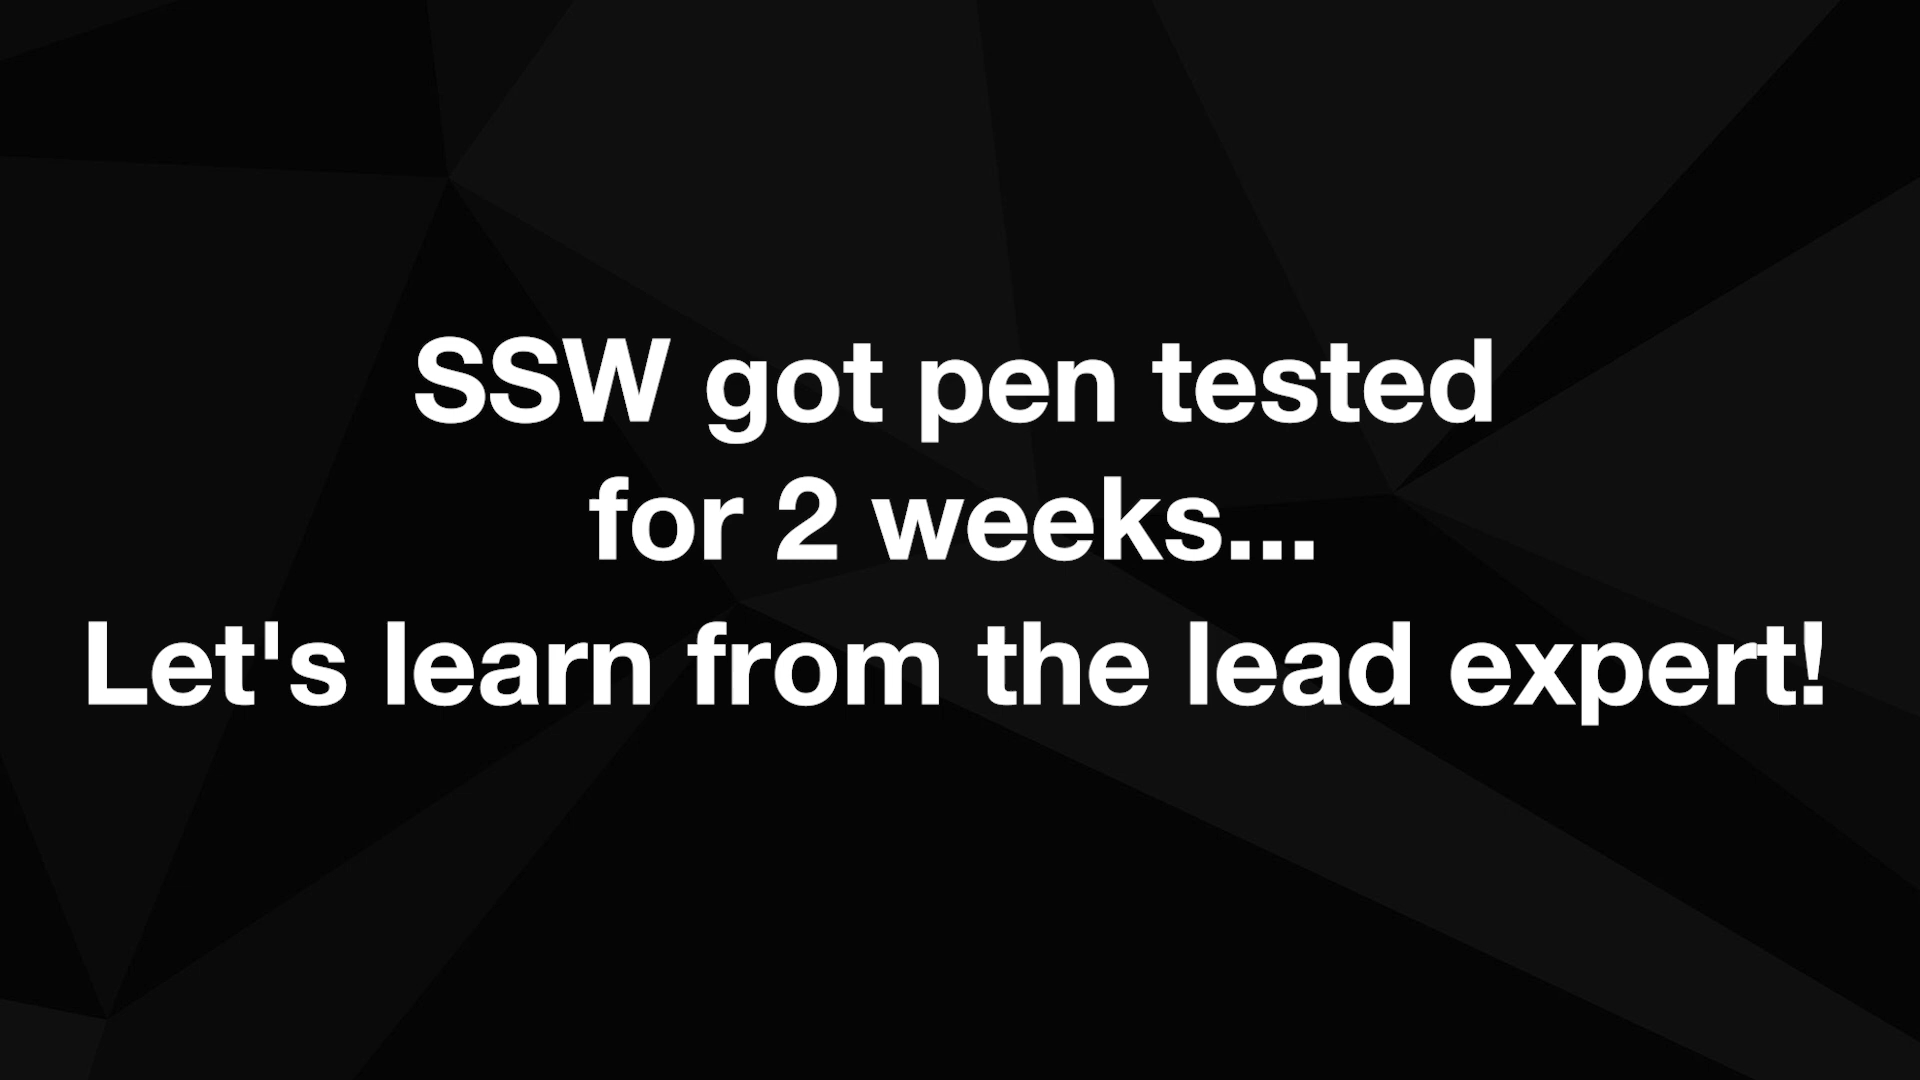 SSW got pen tested
for 2 weeks...
Let's learn from the lead expert!